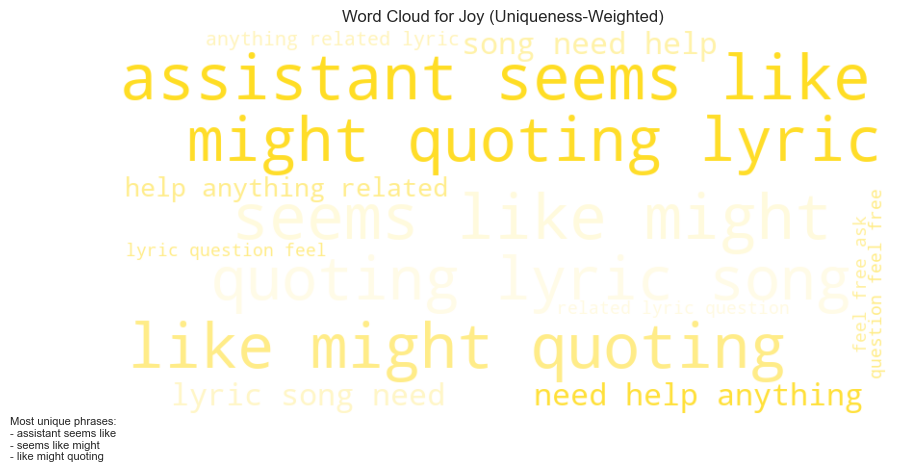 Word Cloud for Joy (Uniqueness-Weighted)
anything related lyric
song need help
assistant seems like
might quoting lyric
help anything related
seems like might
lyric question feel
quoting lyric song
related lyric question
feel free ask
question feel free
like might quoting
lyric song need
need help anything
Most unique phrases:
- assistant seems like
- seems like might
- like might quoting